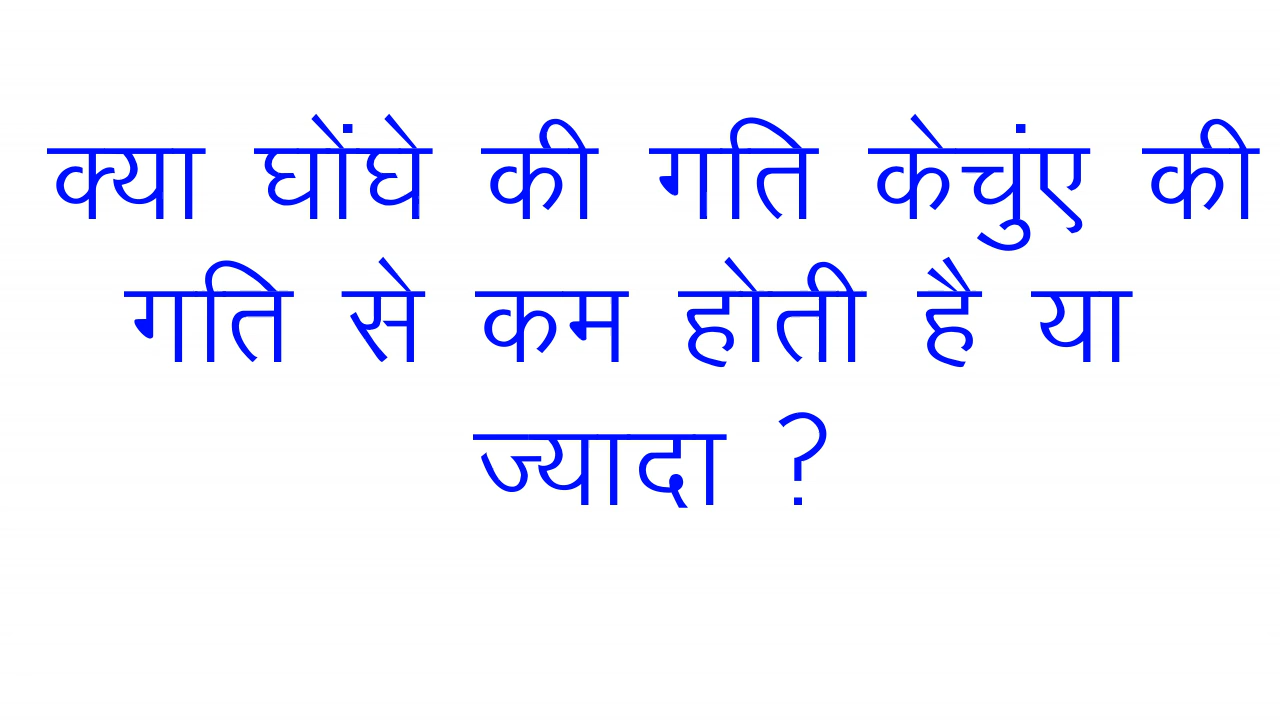 क्या घोंघे की गति केचुंए की
गति से कम होती है या
ज्यादा ?